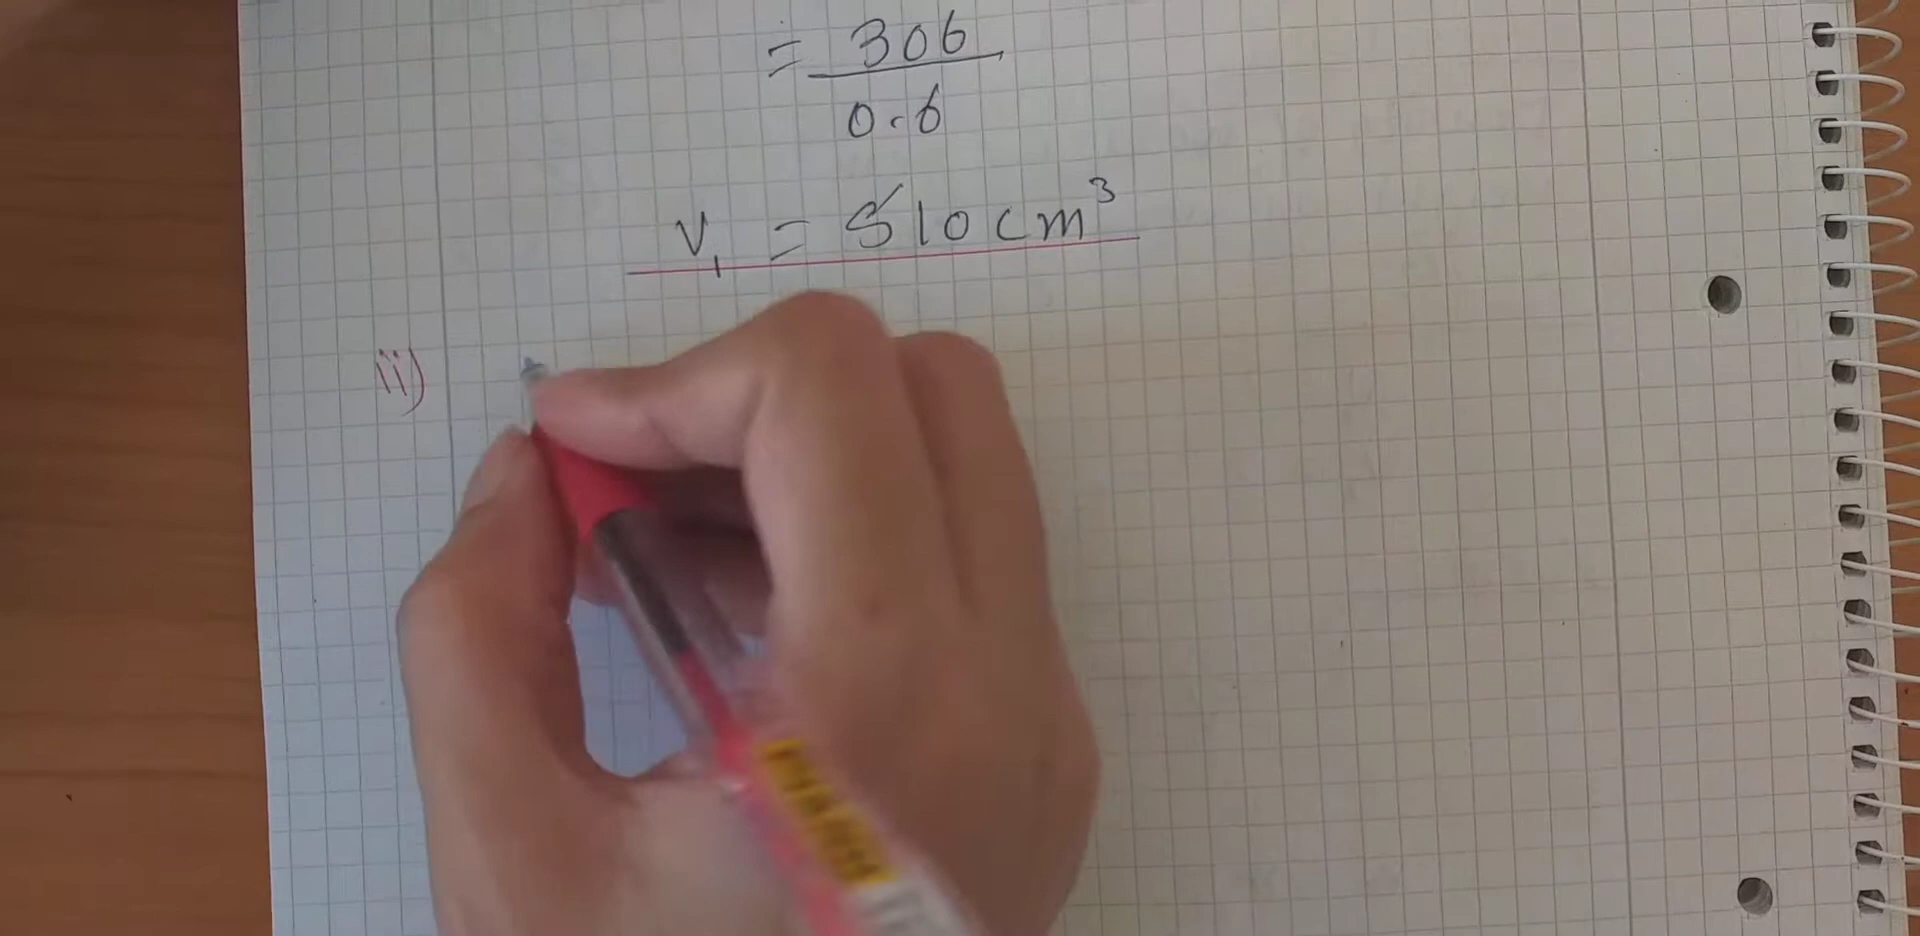 = 306
0.6
V₁ = 510 cm³
ii)